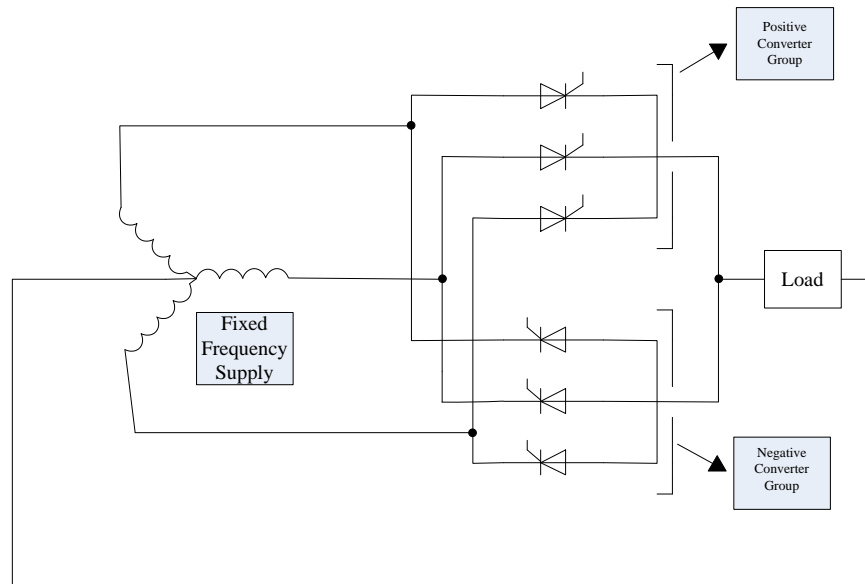 Positive
Converter
Group
Load
Fixed
Frequency
Supply
Negative
Converter
Group